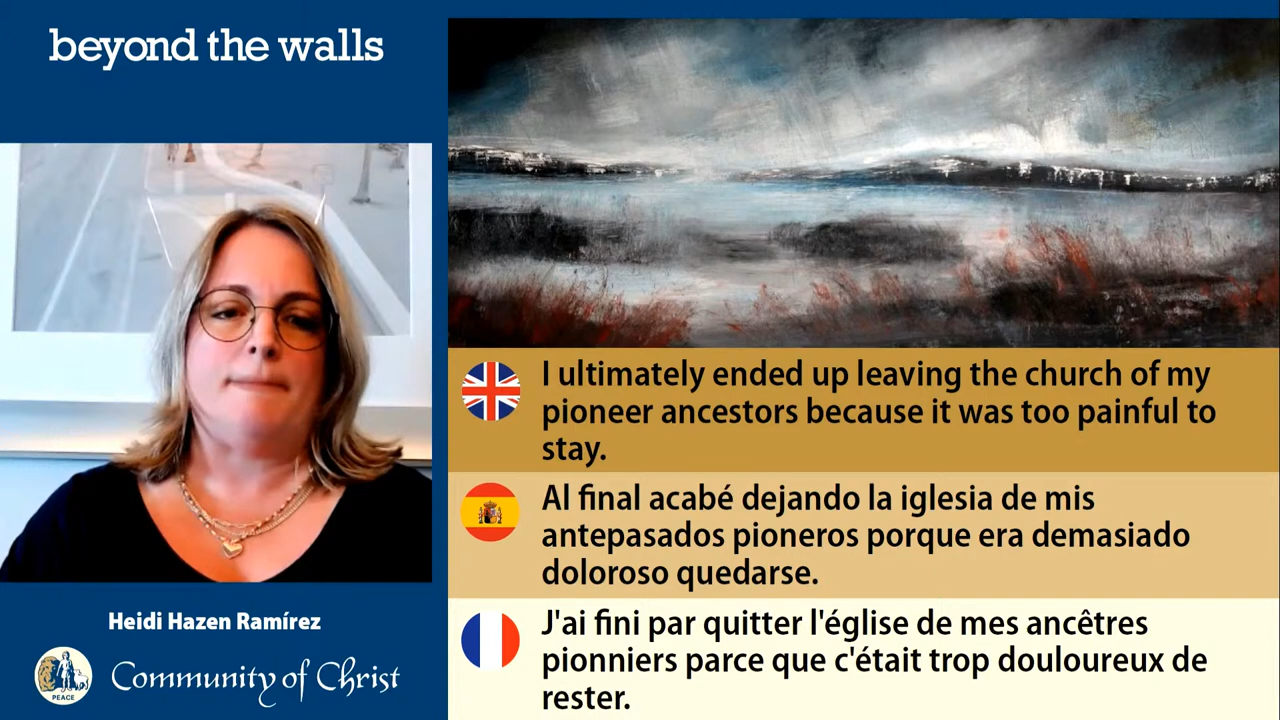 beyond the walls
I ultimately ended up leaving the church of my
pioneer ancestors because it was too painful to
stay.
Al final acabé dejando la iglesia de mis
antepasados pioneros porque era demasiado
doloroso quedarse.
J'ai fini par quitter l'église de mes ancêtres
pionniers parce que c'était trop douloureux de
rester.
Heidi Hazen Ramírez
Community of Christ
PEACE